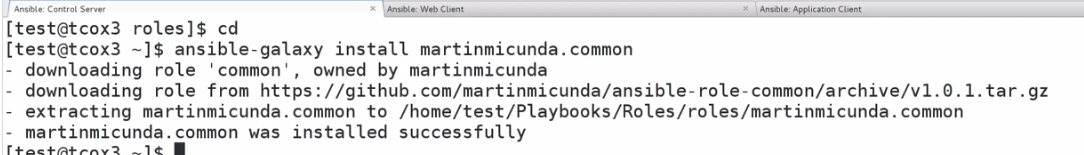 Ansible: Control Server × Ansible: Web Client × Ansible: Application Client
[test@tcox3 roles]$ cd
[test@tcox3 ~]$ ansible-galaxy install martinmicunda.common
- downloading role 'common', owned by martinmicunda
- downloading role from https://github.com/martinmicunda/ansible-role-common/archive/v1.0.1.tar.gz
- extracting martinmicunda.common to /home/test/Playbooks/Roles/roles/martinmicunda.common
- martinmicunda.common was installed successfully
[test@tcox3 ~]$